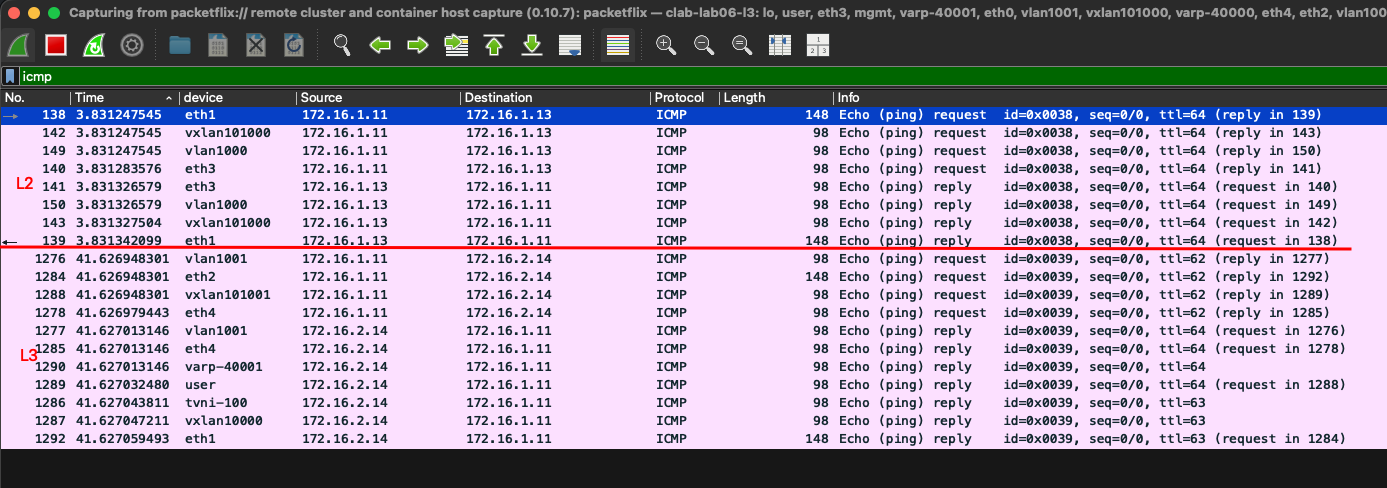 Capturing from packetflix:// remote cluster and container host capture (0.10.7): packetflix — clab-lab06-l3: lo, user, eth3, mgmt, varp-40001, eth0, vlan1001, vxlan101000, varp-40000, eth4, eth2, vlan100
1 2 3
icmp
No. Time device Source Destination Protocol Length Info
138 3.831247545 eth1 172.16.1.11 172.16.1.13 ICMP 148 Echo (ping) request id=0x0038, seq=0/0, ttl=64 (reply in 139)
142 3.831247545 vxlan101000 172.16.1.11 172.16.1.13 ICMP 98 Echo (ping) request id=0x0038, seq=0/0, ttl=64 (reply in 143)
149 3.831247545 vlan1000 172.16.1.11 172.16.1.13 ICMP 98 Echo (ping) request id=0x0038, seq=0/0, ttl=64 (reply in 150)
140 3.831283576 eth3 172.16.1.11 172.16.1.13 ICMP 98 Echo (ping) request id=0x0038, seq=0/0, ttl=64 (reply in 141)
L2
141 3.831326579 eth3 172.16.1.13 172.16.1.11 ICMP 98 Echo (ping) reply id=0x0038, seq=0/0, ttl=64 (request in 140)
150 3.831326579 vlan1000 172.16.1.13 172.16.1.11 ICMP 98 Echo (ping) reply id=0x0038, seq=0/0, ttl=64 (request in 149)
143 3.831327504 vxlan101000 172.16.1.13 172.16.1.11 ICMP 98 Echo (ping) reply id=0x0038, seq=0/0, ttl=64 (request in 142)
139 3.831342099 eth1 172.16.1.13 172.16.1.11 ICMP 148 Echo (ping) reply id=0x0038, seq=0/0, ttl=64 (request in 138)
1276 41.626948301 vlan1001 172.16.1.11 172.16.2.14 ICMP 98 Echo (ping) request id=0x0039, seq=0/0, ttl=62 (reply in 1277)
1284 41.626948301 eth2 172.16.1.11 172.16.2.14 ICMP 148 Echo (ping) request id=0x0039, seq=0/0, ttl=62 (reply in 1292)
1288 41.626948301 vxlan101001 172.16.1.11 172.16.2.14 ICMP 98 Echo (ping) request id=0x0039, seq=0/0, ttl=62 (reply in 1289)
1278 41.626979443 eth4 172.16.1.11 172.16.2.14 ICMP 98 Echo (ping) request id=0x0039, seq=0/0, ttl=62 (reply in 1285)
1277 41.627013146 vlan1001 172.16.2.14 172.16.1.11 ICMP 98 Echo (ping) reply id=0x0039, seq=0/0, ttl=64 (request in 1276)
L3
1285 41.627013146 eth4 172.16.2.14 172.16.1.11 ICMP 98 Echo (ping) reply id=0x0039, seq=0/0, ttl=64 (request in 1278)
1290 41.627013146 varp-40001 172.16.2.14 172.16.1.11 ICMP 98 Echo (ping) reply id=0x0039, seq=0/0, ttl=64
1289 41.627032480 user 172.16.2.14 172.16.1.11 ICMP 98 Echo (ping) reply id=0x0039, seq=0/0, ttl=64 (request in 1288)
1286 41.627043811 tvni-100 172.16.2.14 172.16.1.11 ICMP 98 Echo (ping) reply id=0x0039, seq=0/0, ttl=63
1287 41.627047211 vxlan10000 172.16.2.14 172.16.1.11 ICMP 98 Echo (ping) reply id=0x0039, seq=0/0, ttl=63
1292 41.627059493 eth1 172.16.2.14 172.16.1.11 ICMP 148 Echo (ping) reply id=0x0039, seq=0/0, ttl=63 (request in 1284)